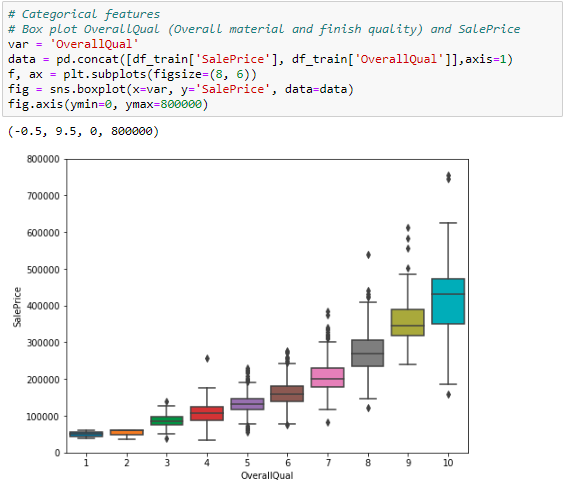 # Categorical features
# Box plot OverallQual (Overall material and finish quality) and SalePrice
var = 'OverallQual'
data = pd.concat([df_train['SalePrice'], df_train['OverallQual']],axis=1)
f, ax = plt.subplots(figsize=(8, 6))
fig = sns.boxplot(x=var, y='SalePrice', data=data)
fig.axis(ymin=0, ymax=800000)
(-0.5, 9.5, 0, 800000)
800000
700000
600000
500000
400000
300000
200000
100000
0
SalePrice
1 2 3 4 5 6 7 8 9 10
OverallQual